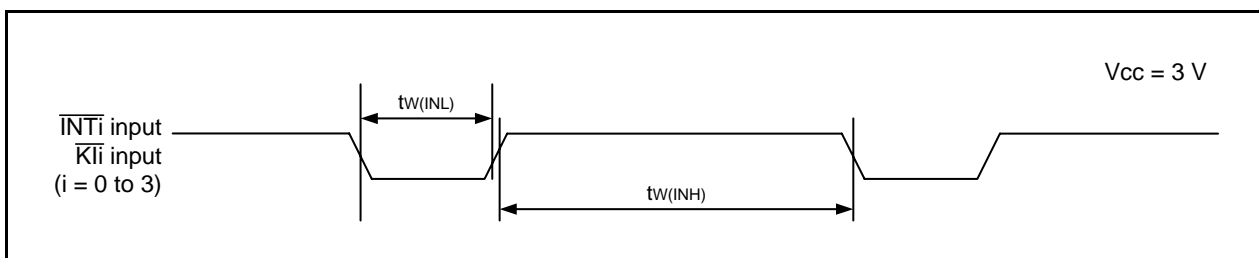 Vcc = 3 V
tW(INL)
INTi input
KIi input
(i = 0 to 3)
tW(INH)